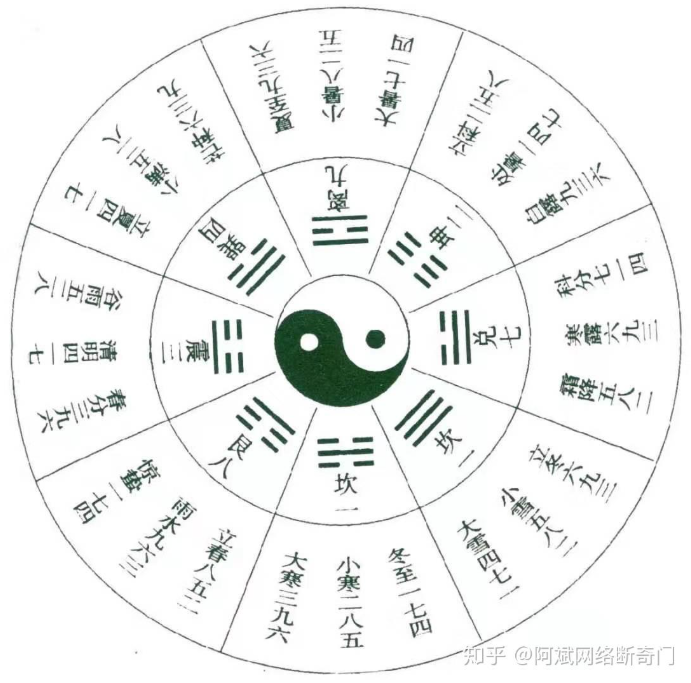 夏至九三六
小暑八二五
大暑七一四
立科二五八
处暑一四七
白露九三六
科分七一四
寒露六九三
霜降五八二
立冬六九三
小雪五八二
大雪四七一
冬至一七四
小寒二八五
大寒三九六
立春八五二
雨水九六三
惊蛰一七四
春分三九六
清明四一七
谷雨五二八
立夏四一七
小满五二八
芒种六三九
离九
坤二
兑七
坎一
坎一
艮八
震三
巽四
知乎 @阿斌网络断奇门